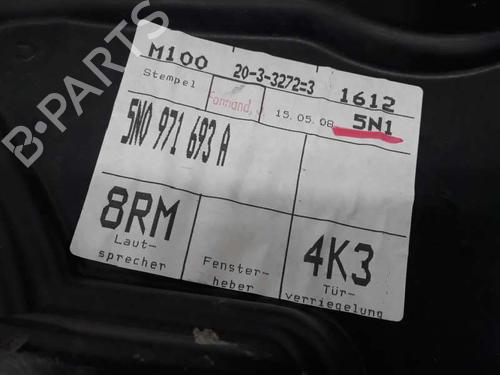 M100
20-3-3272=3
1612
Stempel
15.05.08
5N1
5N0 971 693 A
8RM
Laut-
sprecher
Fenster-
heber
4K3
Tür-
verriegelung
B-PARTS